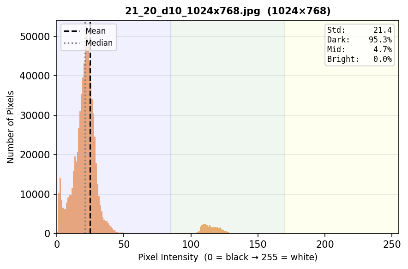 21_20_d10_1024x768.jpg (1024×768)
50000
40000
30000
20000
10000
0
Number of Pixels
Mean
Median
Std: 21.4
Dark: 95.3%
Mid: 4.7%
Bright: 0.0%
0 50 100 150 200 250
Pixel Intensity (0 = black → 255 = white)